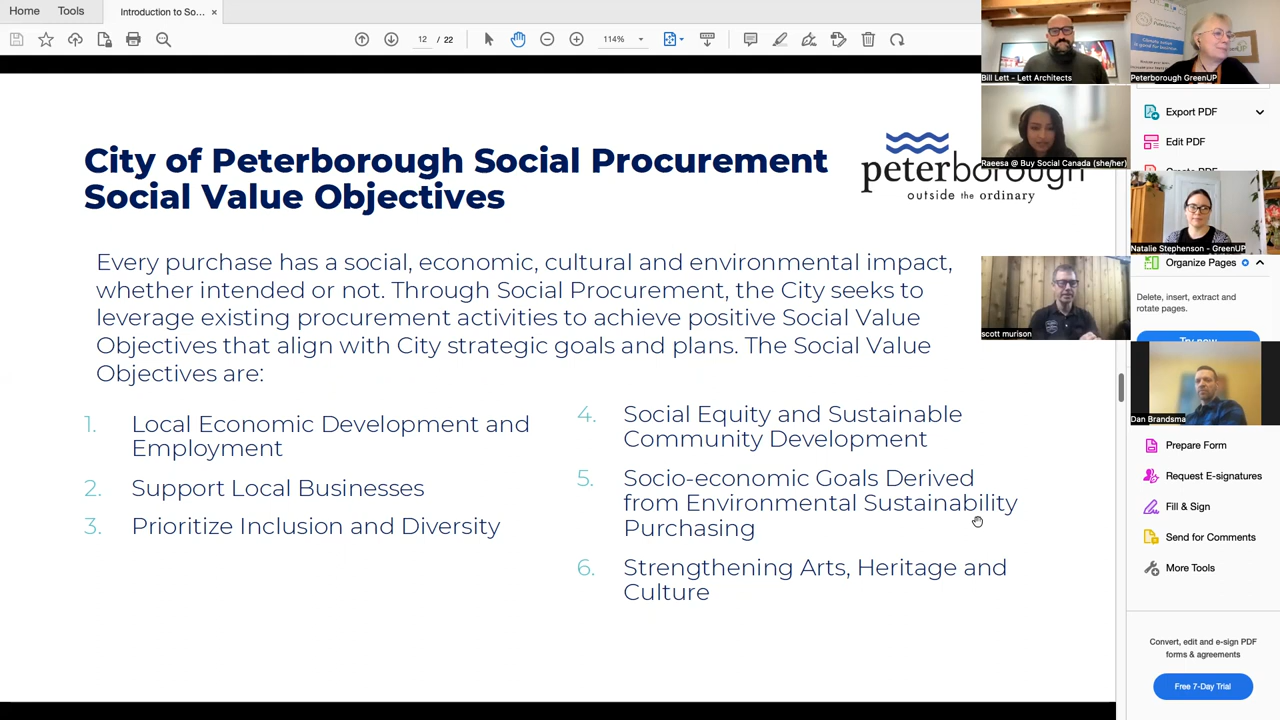 Home
Tools
Introduction to So...
×
12 / 22
114%
City of Peterborough Social Procurement
Social Value Objectives
peterborough
outside the ordinary
Every purchase has a social, economic, cultural and environmental impact,
whether intended or not. Through Social Procurement, the City seeks to
leverage existing procurement activities to achieve positive Social Value
Objectives that align with City strategic goals and plans. The Social Value
Objectives are:
1. Local Economic Development and
Employment
2. Support Local Businesses
3. Prioritize Inclusion and Diversity
4. Social Equity and Sustainable
Community Development
5. Socio-economic Goals Derived
from Environmental Sustainability
Purchasing
6. Strengthening Arts, Heritage and
Culture
Bill Lett - Lett Architects
Peterborough GreenUP
Raeesa @ Buy Social Canada (she/her)
Natalie Stephenson - GreenUP
scott murison
Dan Brandsma
Export PDF
Edit PDF
Organize Pages
Delete, insert, extract and
rotate pages.
Try now
Prepare Form
Request E-signatures
Fill & Sign
Send for Comments
More Tools
Convert, edit and e-sign PDF
forms & agreements
Free 7-Day Trial